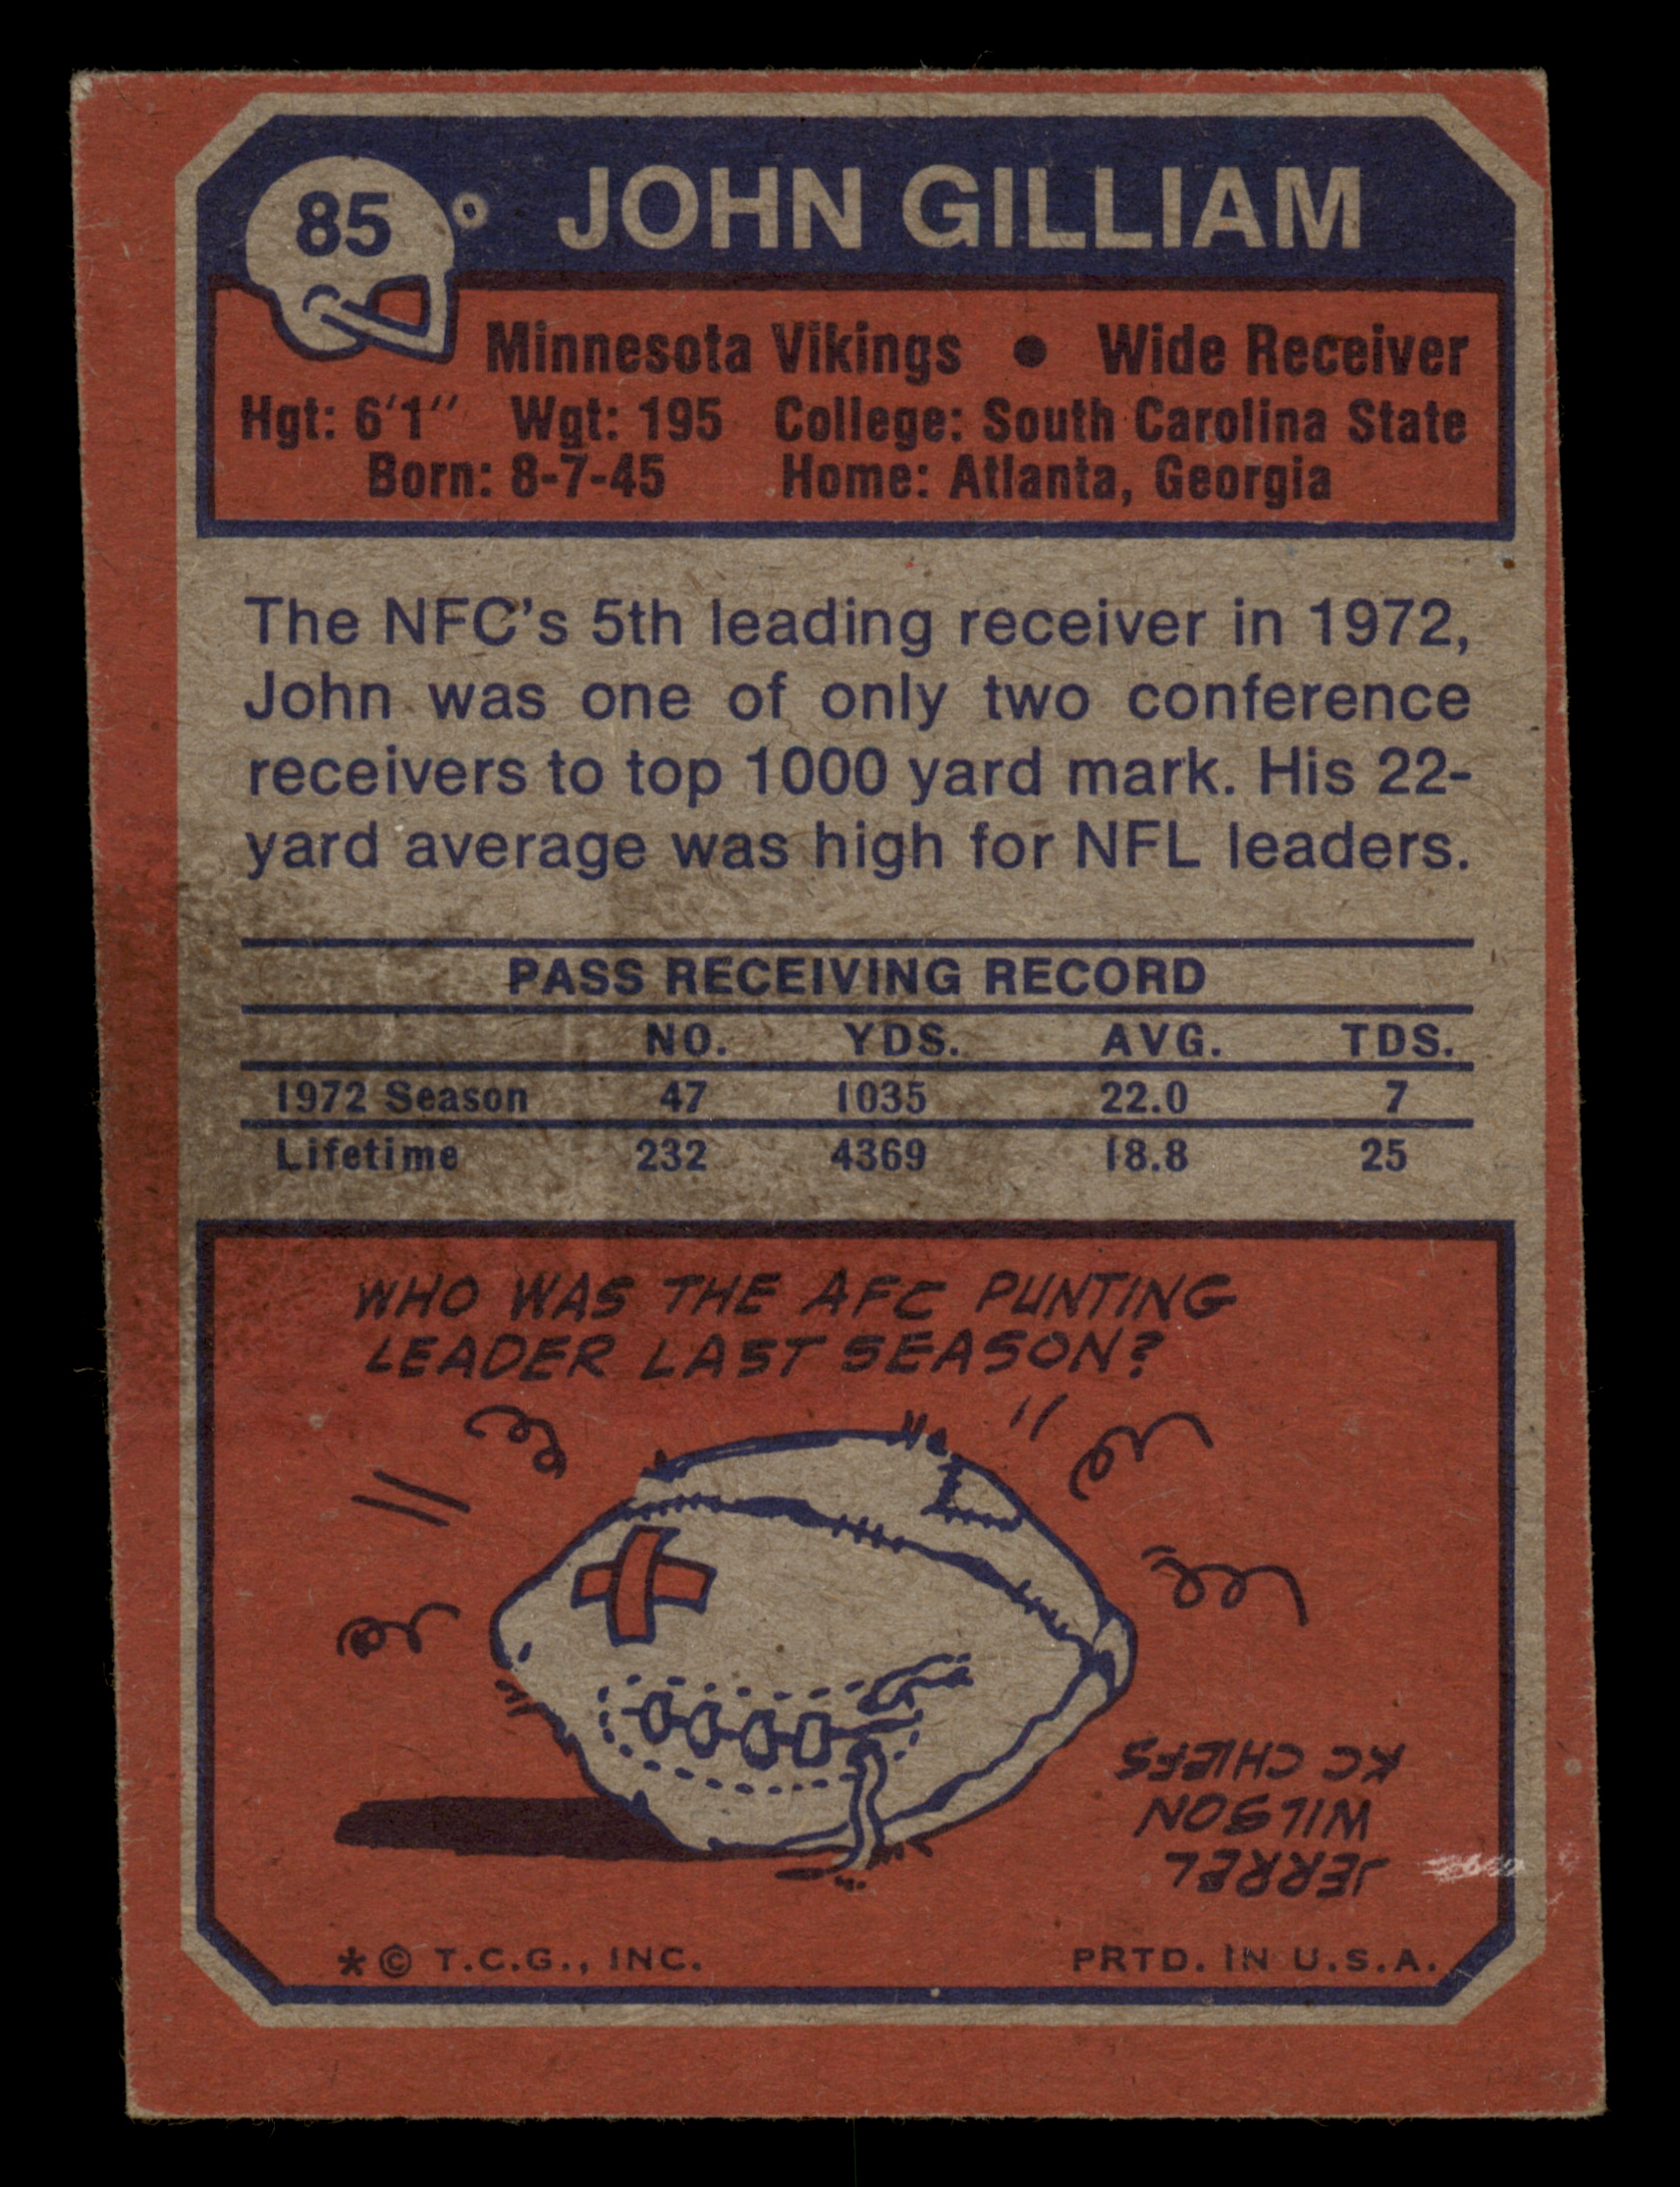 85 JOHN GILLIAM
Minnesota Vikings • Wide Receiver
Hgt: 6'1" Wgt: 195 College: South Carolina State
Born: 8-7-45 Home: Atlanta, Georgia
The NFC's 5th leading receiver in 1972,
John was one of only two conference
receivers to top 1000 yard mark. His 22-
yard average was high for NFL leaders.
PASS RECEIVING RECORD
NO. YDS. AVG. TDS.
1972 Season 47 1035 22.0 7
Lifetime 232 4369 18.8 25
WHO WAS THE AFC PUNTING
LEADER LAST SEASON?
JERREL
WILSON
KC CHIEFS
*© T.C.G., INC. PRTD. IN U.S.A.